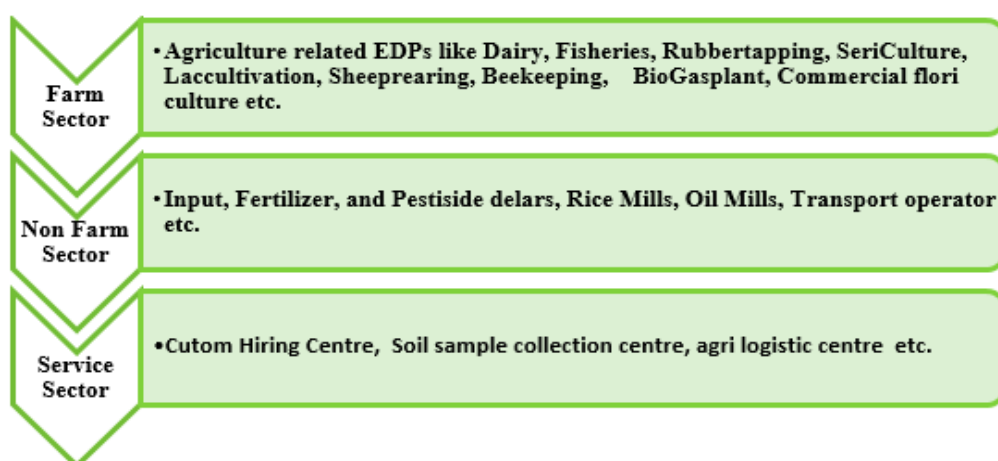 Farm
Sector
•Agriculture related EDPs like Dairy, Fisheries, Rubbertapping, SeriCulture,
Laccultivation, Sheeprearing, Beekeeping, BioGasplant, Commercial flori
culture etc.
Non Farm
Sector
•Input, Fertilizer, and Pestiside delars, Rice Mills, Oil Mills, Transport operator
etc.
Service
Sector
•Cutom Hiring Centre, Soil sample collection centre, agri logistic centre etc.